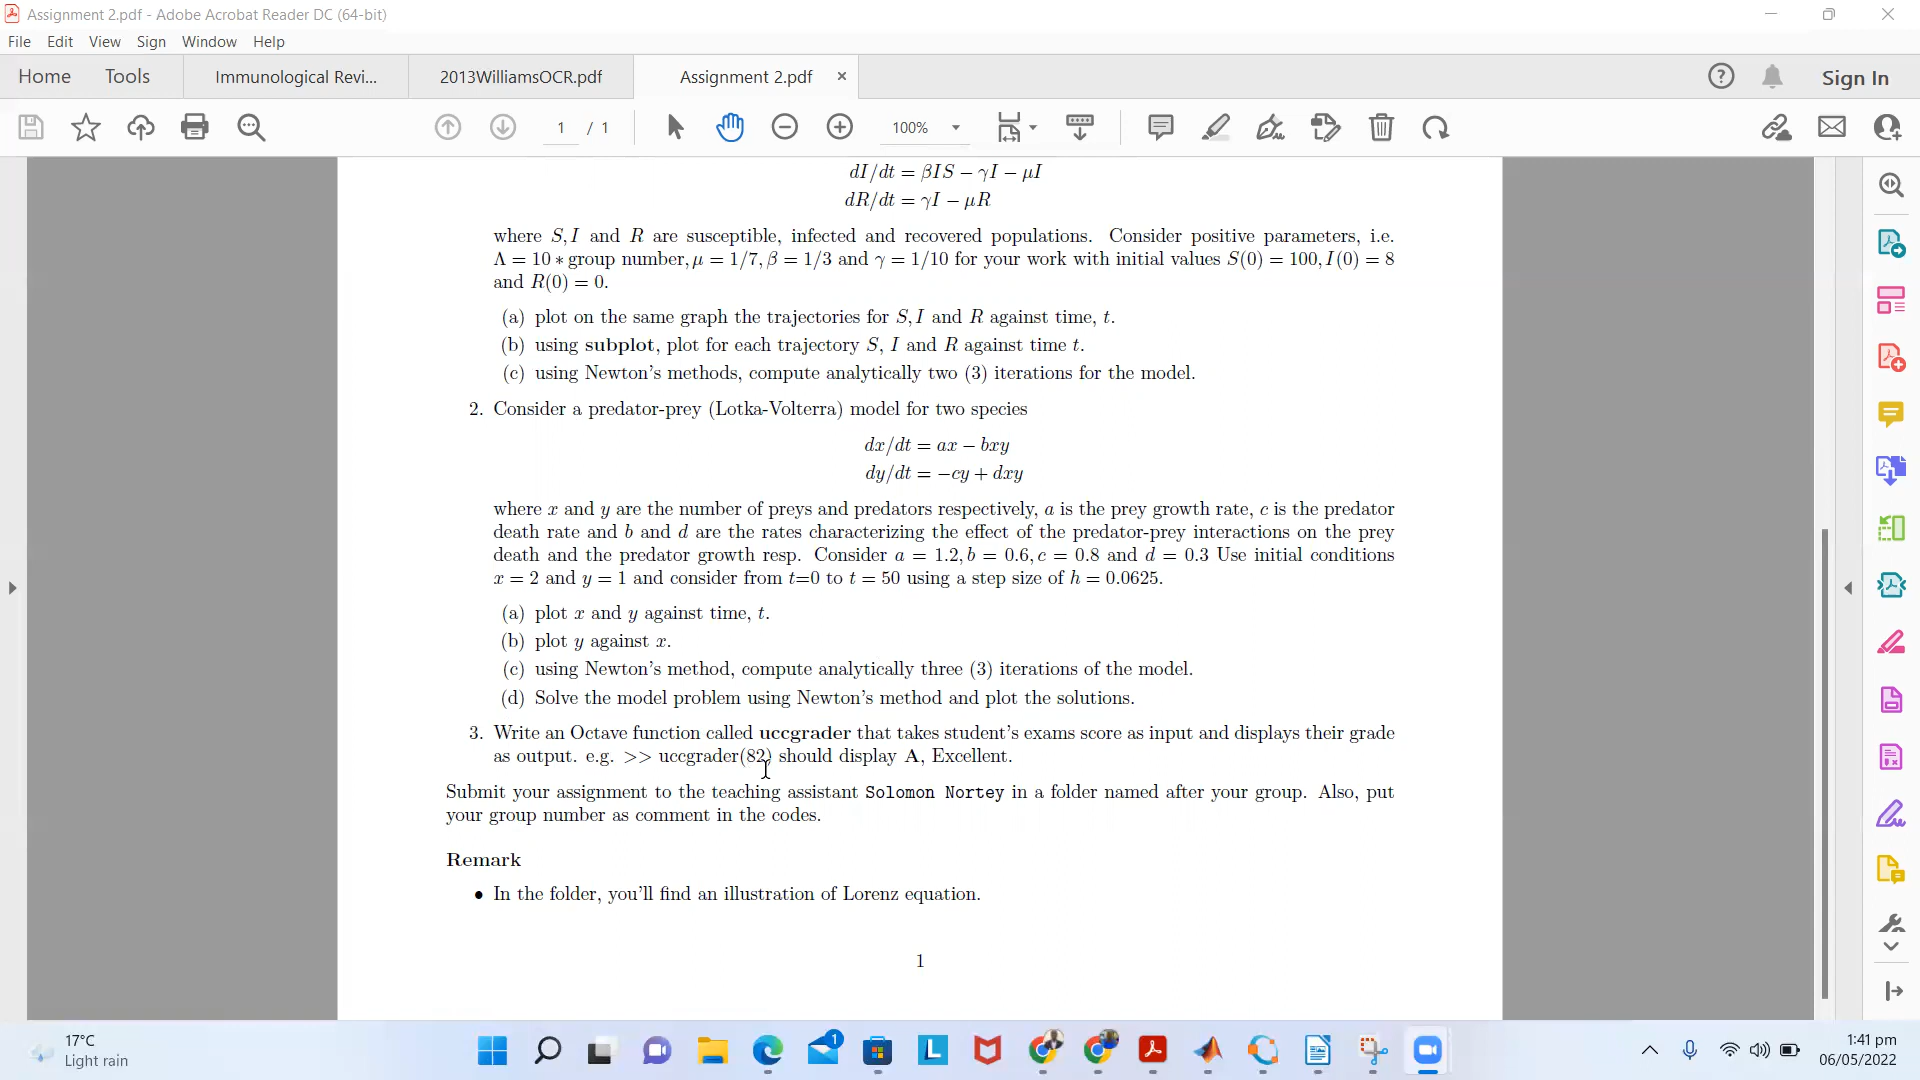 Assignment 2.pdf - Adobe Acrobat Reader DC (64-bit)
File Edit View Sign Window Help
Home Tools Immunological Revi... 2013WilliamsOCR.pdf Assignment 2.pdf × Sign In
1 / 1 100%
dI/dt = βIS − γI − μI
dR/dt = γI − μR
where S, I and R are susceptible, infected and recovered populations. Consider positive parameters, i.e.
Λ = 10 ∗ group number, μ = 1/7, β = 1/3 and γ = 1/10 for your work with initial values S(0) = 100, I(0) = 8
and R(0) = 0.
(a) plot on the same graph the trajectories for S, I and R against time, t.
(b) using subplot, plot for each trajectory S, I and R against time t.
(c) using Newton's methods, compute analytically two (3) iterations for the model.
2. Consider a predator-prey (Lotka-Volterra) model for two species
dx/dt = ax − bxy
dy/dt = −cy + dxy
where x and y are the number of preys and predators respectively, a is the prey growth rate, c is the predator
death rate and b and d are the rates characterizing the effect of the predator-prey interactions on the prey
death and the predator growth resp. Consider a = 1.2, b = 0.6, c = 0.8 and d = 0.3 Use initial conditions
x = 2 and y = 1 and consider from t=0 to t = 50 using a step size of h = 0.0625.
(a) plot x and y against time, t.
(b) plot y against x.
(c) using Newton's method, compute analytically three (3) iterations of the model.
(d) Solve the model problem using Newton's method and plot the solutions.
3. Write an Octave function called uccgrader that takes student's exams score as input and displays their grade
as output. e.g. >> uccgrader(82) should display A, Excellent.
Submit your assignment to the teaching assistant Solomon Nortey in a folder named after your group. Also, put
your group number as comment in the codes.
Remark
• In the folder, you'll find an illustration of Lorenz equation.
1
17°C
Light rain
1
L
1:41 pm
06/05/2022